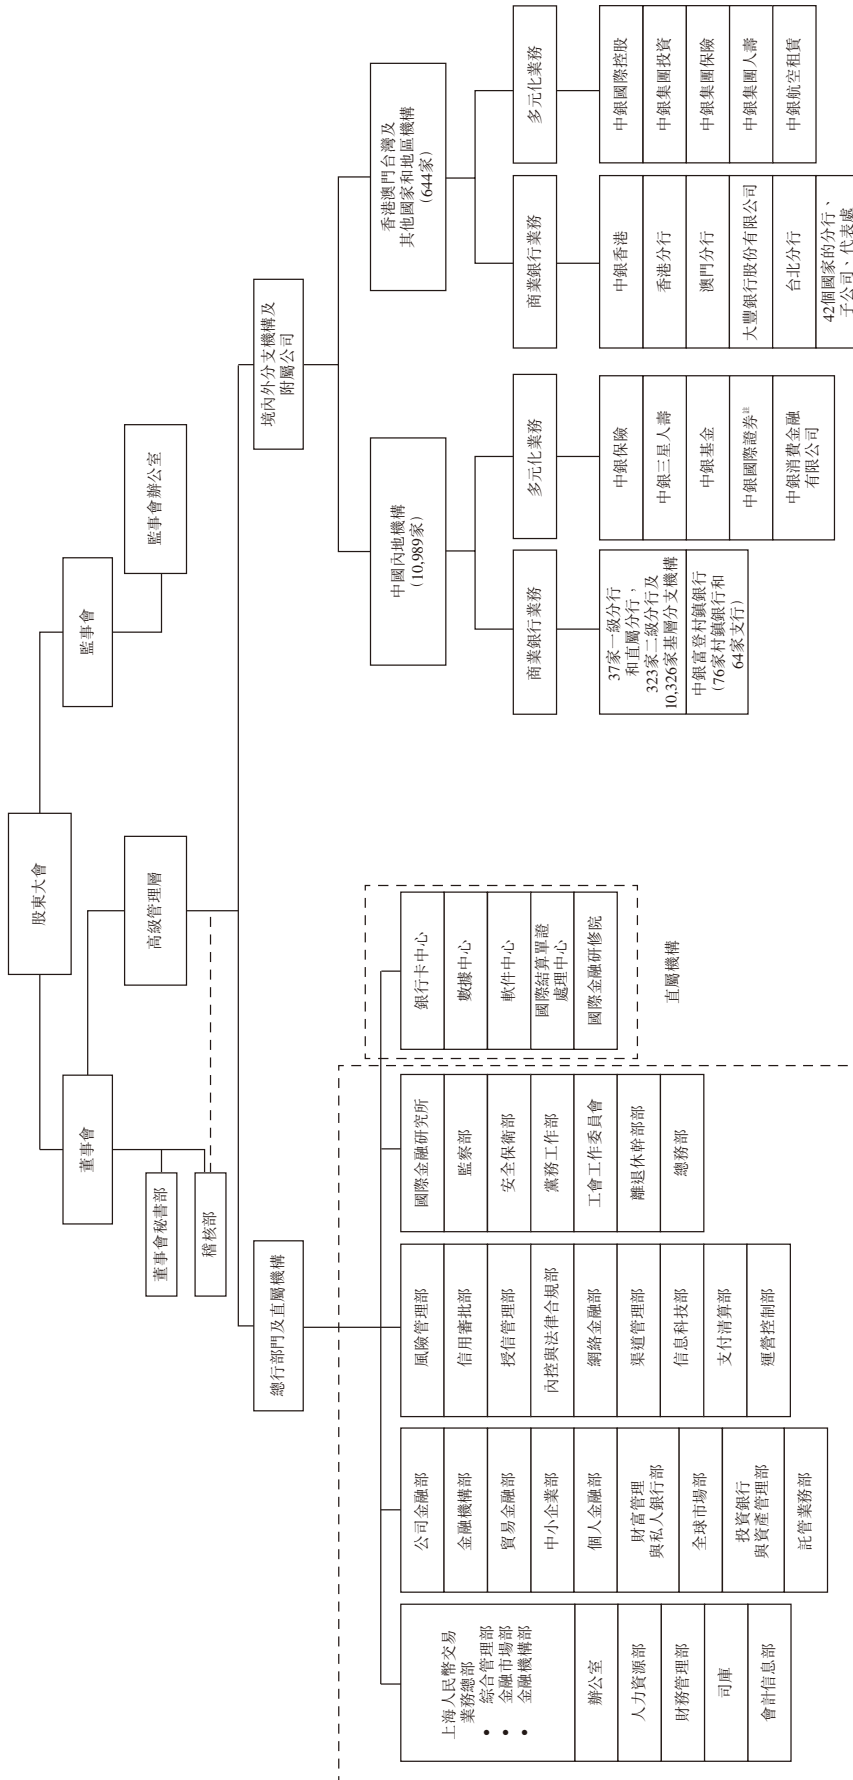 股東大會
董事會
監事會
董事會秘書部
稽核部
高級管理層
監事會辦公室
總行部門及直屬機構
境內外分支機構及
附屬公司
上海人民幣交易
業務總部
• 綜合管理部
• 金融市場部
• 金融機構部
辦公室
人力資源部
財務管理部
司庫
會計信息部
公司金融部
金融機構部
貿易金融部
中小企業部
個人金融部
財富管理
與私人銀行部
全球市場部
投資銀行
與資產管理部
託管業務部
風險管理部
信用審批部
授信管理部
內控與法律合規部
網絡金融部
渠道管理部
信息科技部
支付清算部
運營控制部
國際金融研究所
監察部
安全保衛部
黨務工作部
工會工作委員會
離退休幹部部
總務部
銀行卡中心
數據中心
軟件中心
國際結算單證
處理中心
國際金融研修院
直屬機構
中國內地機構
(10,989家)
商業銀行業務
37家一級分行
和直屬分行，
323家二級分行及
10,326家基層分支機構
中銀富登村鎮銀行
(76家村鎮銀行和
64家支行)
多元化業務
中銀保險
中銀三星人壽
中銀基金
中銀國際證券註
中銀消費金融
有限公司
香港澳門台灣及
其他國家和地區機構
(644家)
商業銀行業務
中銀香港
香港分行
澳門分行
大豐銀行股份有限公司
台北分行
42個國家的分行、
子公司、代表處
多元化業務
中銀國際控股
中銀集團投資
中銀集團保險
中銀集團人壽
中銀航空租賃